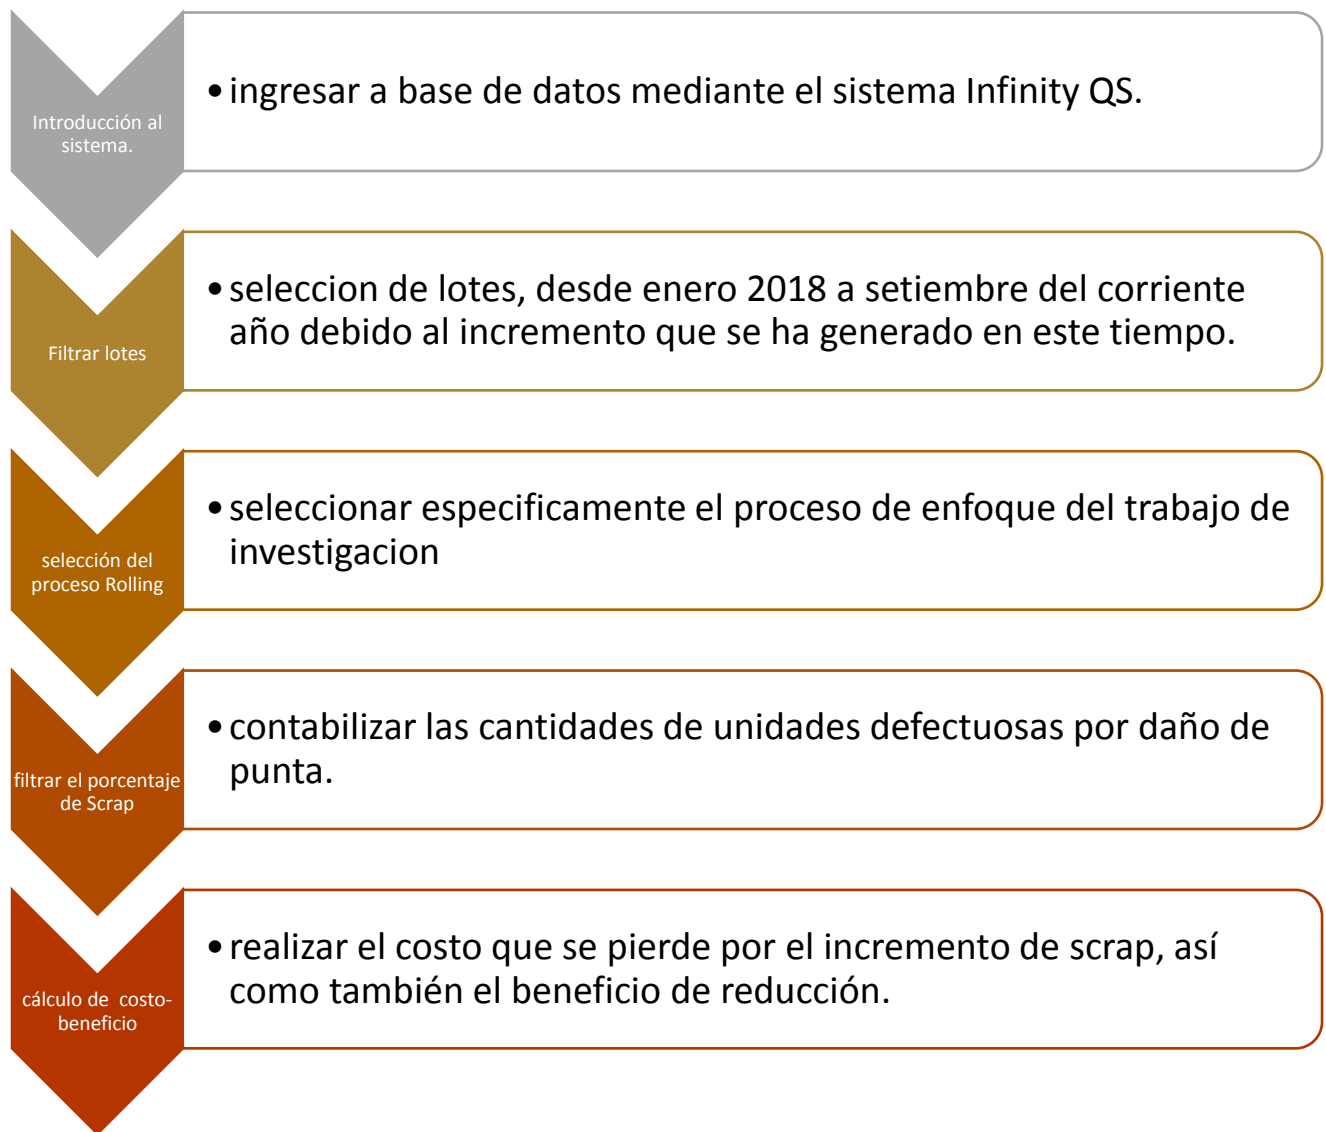 Introducción al
sistema.
• ingresar a base de datos mediante el sistema Infinity QS.
Filtrar lotes
• seleccion de lotes, desde enero 2018 a setiembre del corriente
año debido al incremento que se ha generado en este tiempo.
selección del
proceso Rolling
• seleccionar especificamente el proceso de enfoque del trabajo de
investigacion
filtrar el porcentaje
de Scrap
• contabilizar las cantidades de unidades defectuosas por daño de
punta.
cálculo de costo-
beneficio
• realizar el costo que se pierde por el incremento de scrap, así
como también el beneficio de reducción.